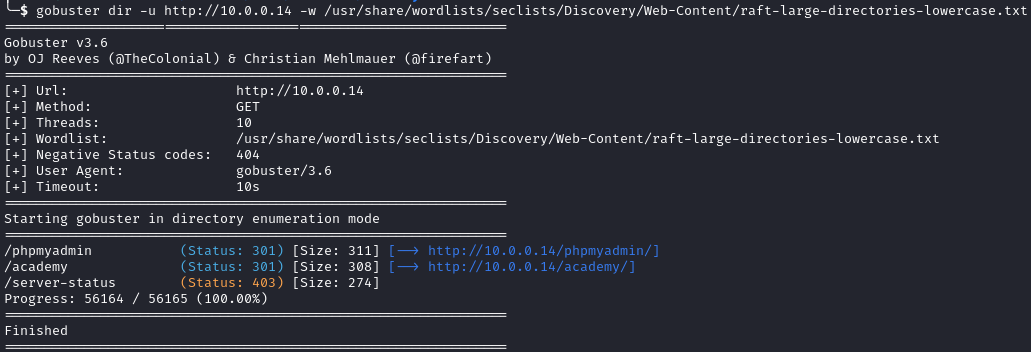 └─$ gobuster dir -u http://10.0.0.14 -w /usr/share/wordlists/seclists/Discovery/Web-Content/raft-large-directories-lowercase.txt
===============================================================
Gobuster v3.6
by OJ Reeves (@TheColonial) & Christian Mehlmauer (@firefart)
===============================================================
[+] Url:                     http://10.0.0.14
[+] Method:                  GET
[+] Threads:                 10
[+] Wordlist:                /usr/share/wordlists/seclists/Discovery/Web-Content/raft-large-directories-lowercase.txt
[+] Negative Status codes:   404
[+] User Agent:              gobuster/3.6
[+] Timeout:                 10s
===============================================================
Starting gobuster in directory enumeration mode
===============================================================
/phpmyadmin           (Status: 301) [Size: 311] [--> http://10.0.0.14/phpmyadmin/]
/academy              (Status: 301) [Size: 308] [--> http://10.0.0.14/academy/]
/server-status        (Status: 403) [Size: 274]
Progress: 56164 / 56165 (100.00%)
===============================================================
Finished
===============================================================